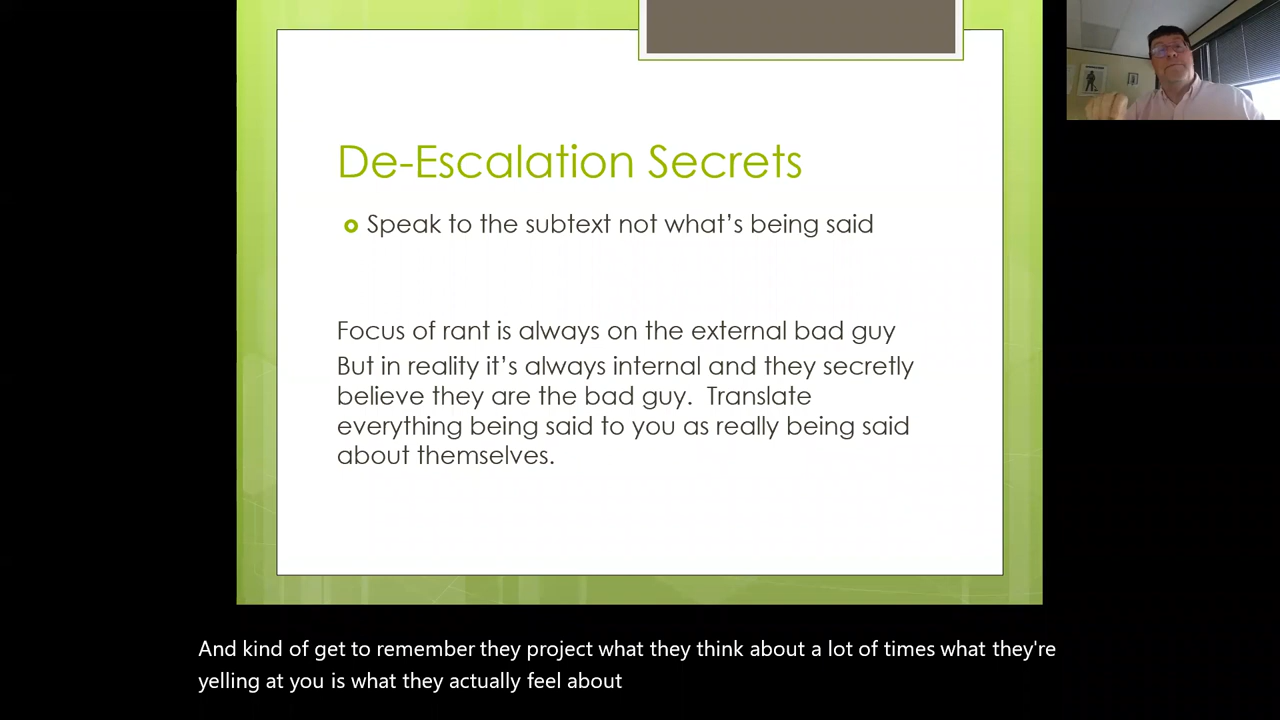 De-Escalation Secrets
Speak to the subtext not what's being said
Focus of rant is always on the external bad guy
But in reality it's always internal and they secretly
believe they are the bad guy.  Translate
everything being said to you as really being said
about themselves.
And kind of get to remember they project what they think about a lot of times what they're
yelling at you is what they actually feel about